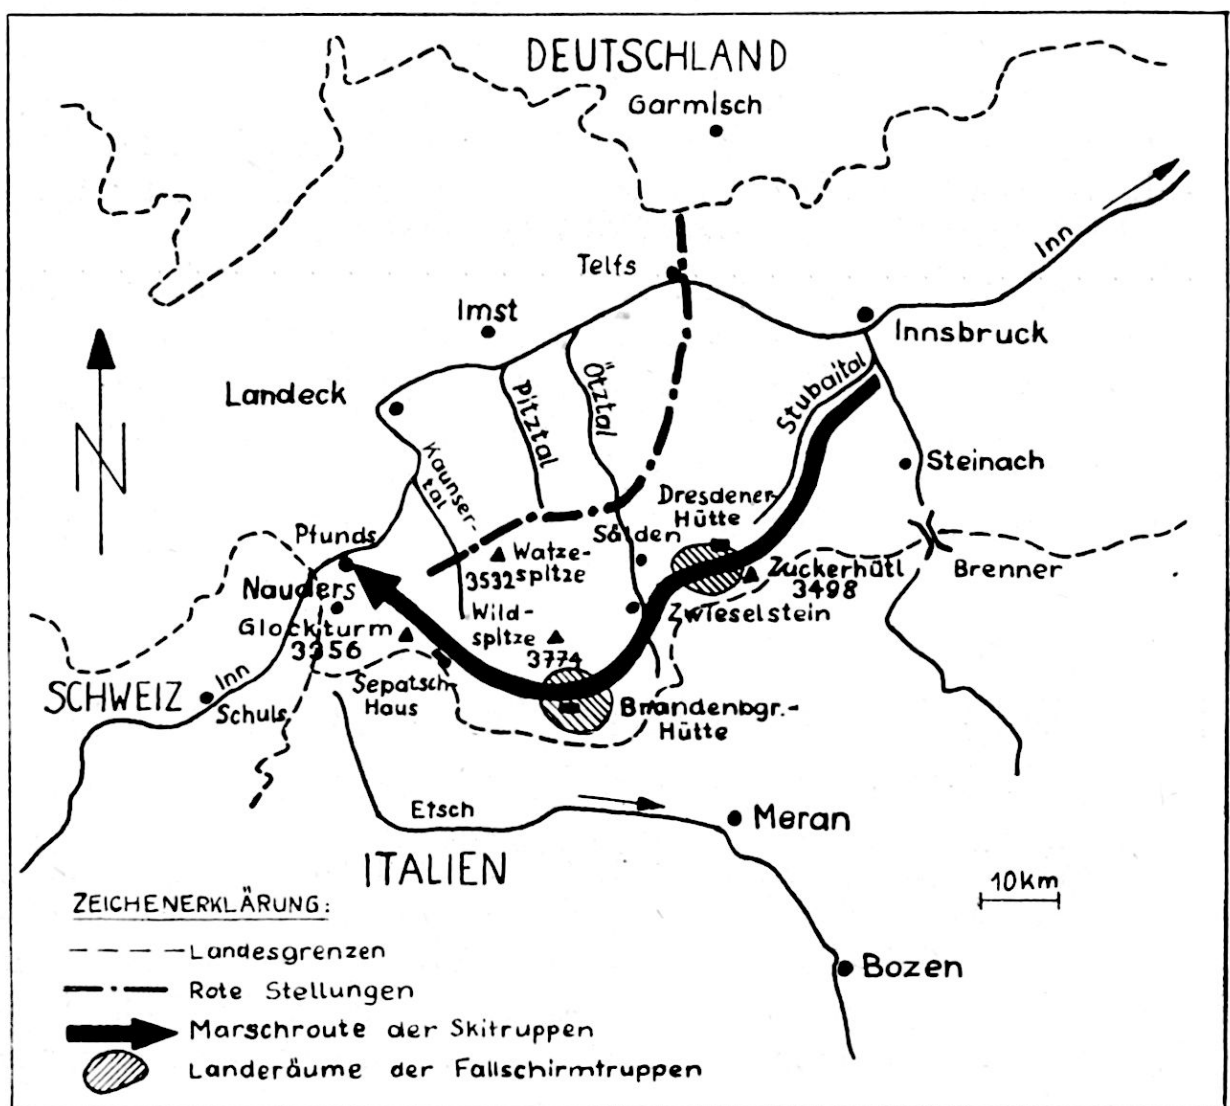 DEUTSCHLAND
Garmisch
Inn
Telfs
Imst
Innsbruck
Landeck
Pitztal
Ötztal
Stubaital
Kaunser-
tal
Steinach
Dresdener-
Hütte
Pfunds
Sölden
Watze-
spitze
3532
Nauders
Zuckerhütl
3498
Brenner
Zwieselstein
Wild-
spitze
3774
Glockturm
3356
Sepatsch-
Haus
Inn
SCHWEIZ
Schuls
Brandenbgr.-
Hütte
Etsch
Meran
ITALIEN
10km
Bozen
ZEICHENERKLÄRUNG:
Landesgrenzen
Rote Stellungen
Marschroute der Skitruppen
Landeräume der Fallschirmtruppen
N